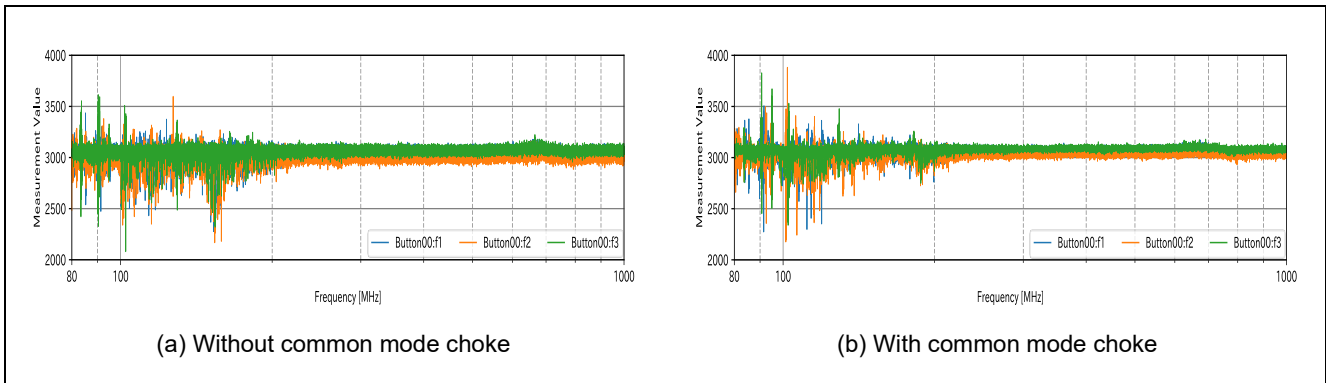 4000
3500
3000
2500
2000
Measurement Value
80
100
1000
Frequency [MHz]
Button00:f1 Button00:f2 Button00:f3
(a) Without common mode choke
4000
3500
3000
2500
2000
Measurement Value
80
100
1000
Frequency [MHz]
Button00:f1 Button00:f2 Button00:f3
(b) With common mode choke